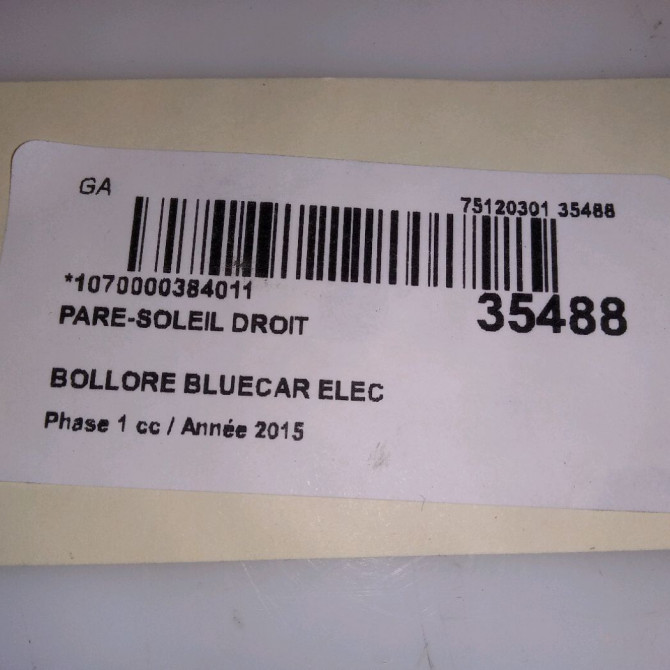 GA
75120301 35488
*1070000384011
35488
PARE-SOLEIL DROIT
BOLLORE BLUECAR ELEC
Phase 1 cc / Année 2015